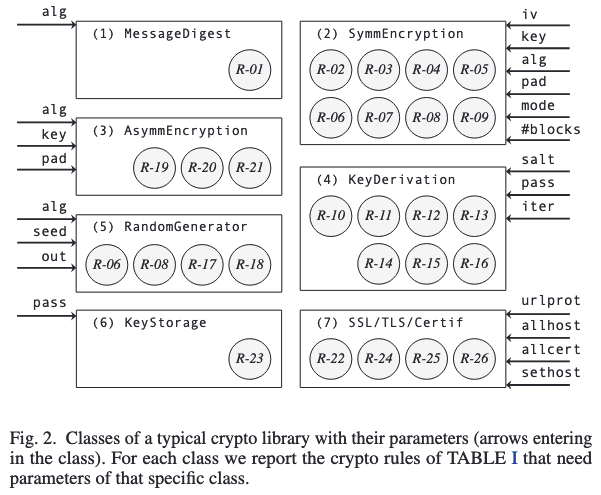 alg
(1) MessageDigest
R-01
(2) SymmEncryption
R-02 R-03 R-04 R-05
R-06 R-07 R-08 R-09
iv
key
alg
pad
mode
#blocks
alg
key
pad
(3) AsymmEncryption
R-19 R-20 R-21
(4) KeyDerivation
R-10 R-11 R-12 R-13
R-14 R-15 R-16
salt
pass
iter
alg
seed
out
(5) RandomGenerator
R-06 R-08 R-17 R-18
pass
(6) KeyStorage
R-23
(7) SSL/TLS/Certif
R-22 R-24 R-25 R-26
urlprot
allhost
allcert
sethost
Fig. 2. Classes of a typical crypto library with their parameters (arrows entering
in the class). For each class we report the crypto rules of TABLE I that need
parameters of that specific class.